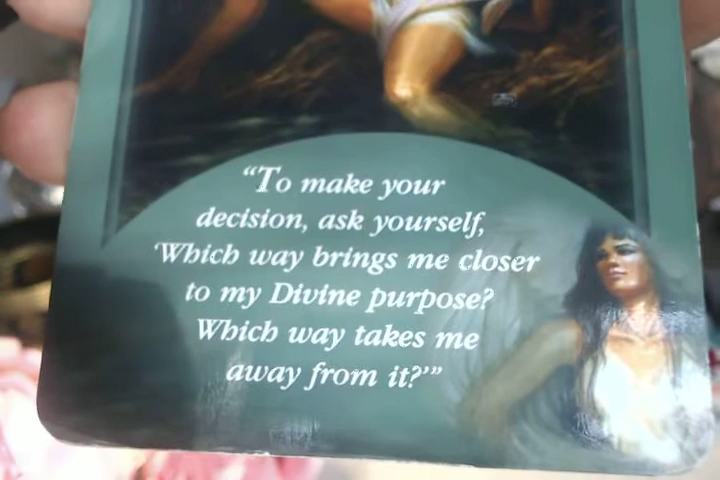 “To make your
decision, ask yourself,
‘Which way brings me closer
to my Divine purpose?
Which way takes me
away from it?’”